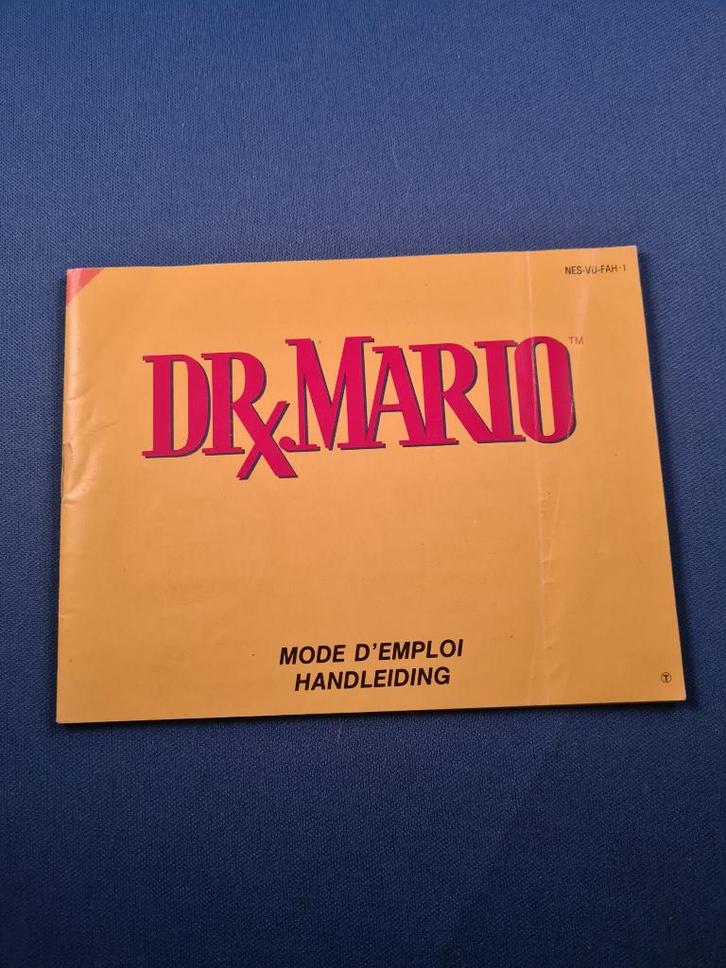 NES-VU-FAH-1
DR. MARIO™
MODE D'EMPLOI
HANDLEIDING
T